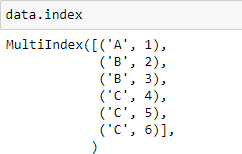 data.index
MultiIndex([('A', 1),
            ('B', 2),
            ('B', 3),
            ('C', 4),
            ('C', 5),
            ('C', 6)],
           )